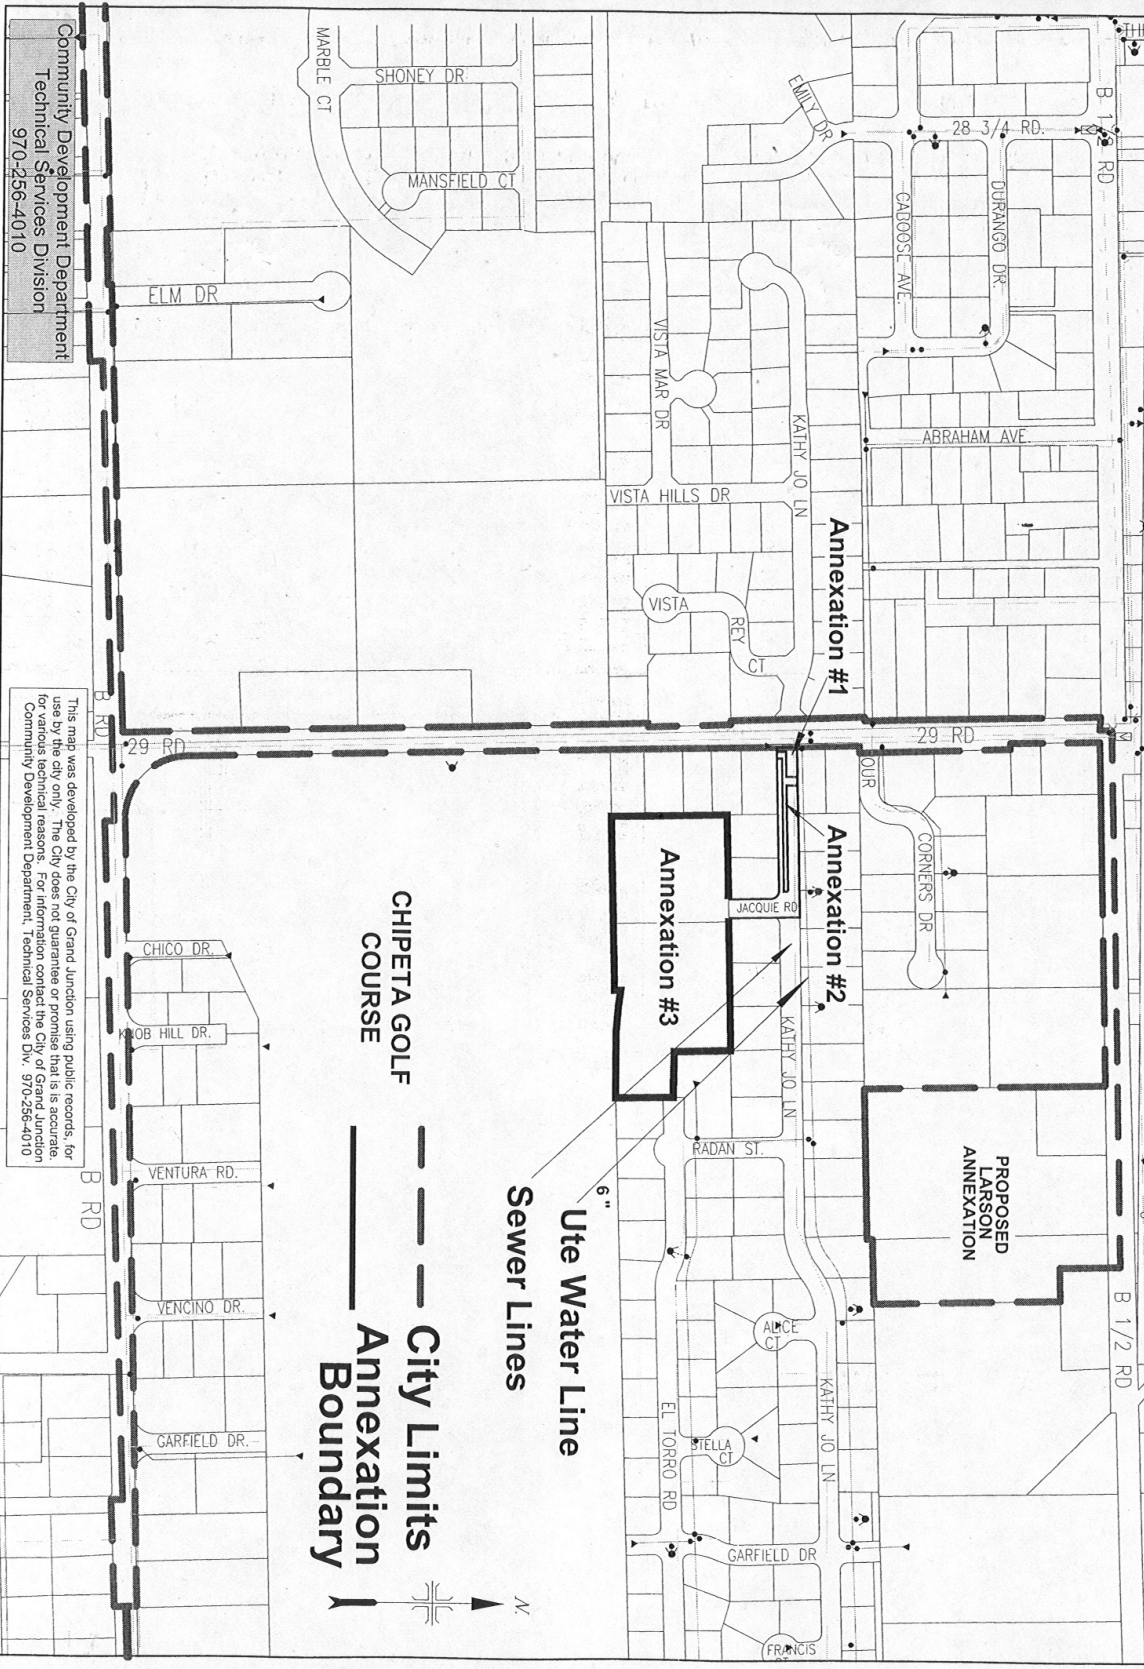 B 1/2 RD
28 3/4 RD.
EMILY DR
DURANGO DR.
CABOOSE AVE.
ABRAHAM AVE.
SHONEY DR
MARBLE CT
MANSFIELD CT
ELM DR
VISTA MAR DR
KATHY JO LN
VISTA HILLS DR
VISTA
REY
CT
Annexation #1
29 RD
29 RD
B RD
OUR
CORNERS DR
Annexation #2
JACQUIE RD
Annexation #3
KATHY JO LN
RADAN ST.
PROPOSED
LARSON
ANNEXATION
B 1/2 RD
ALICE
CT
KATHY JO LN
STELLA
CT
EL TORRO RD
GARFIELD DR
FRANCIS
6"
Ute Water Line
Sewer Lines
CHIPETA GOLF
COURSE
City Limits
Annexation
Boundary
N.
CHICO DR.
KNOB HILL DR.
VENTURA RD.
VENCINO DR.
GARFIELD DR.
B RD
Community Development Department
Technical Services Division
970-256-4010
This map was developed by the City of Grand Junction using public records, for
use by the city only. The City does not guarantee or promise that is is accurate.
for various technical reasons. For information contact the City of Grand Junction
Community Development Department, Technical Services Div. 970-256-4010